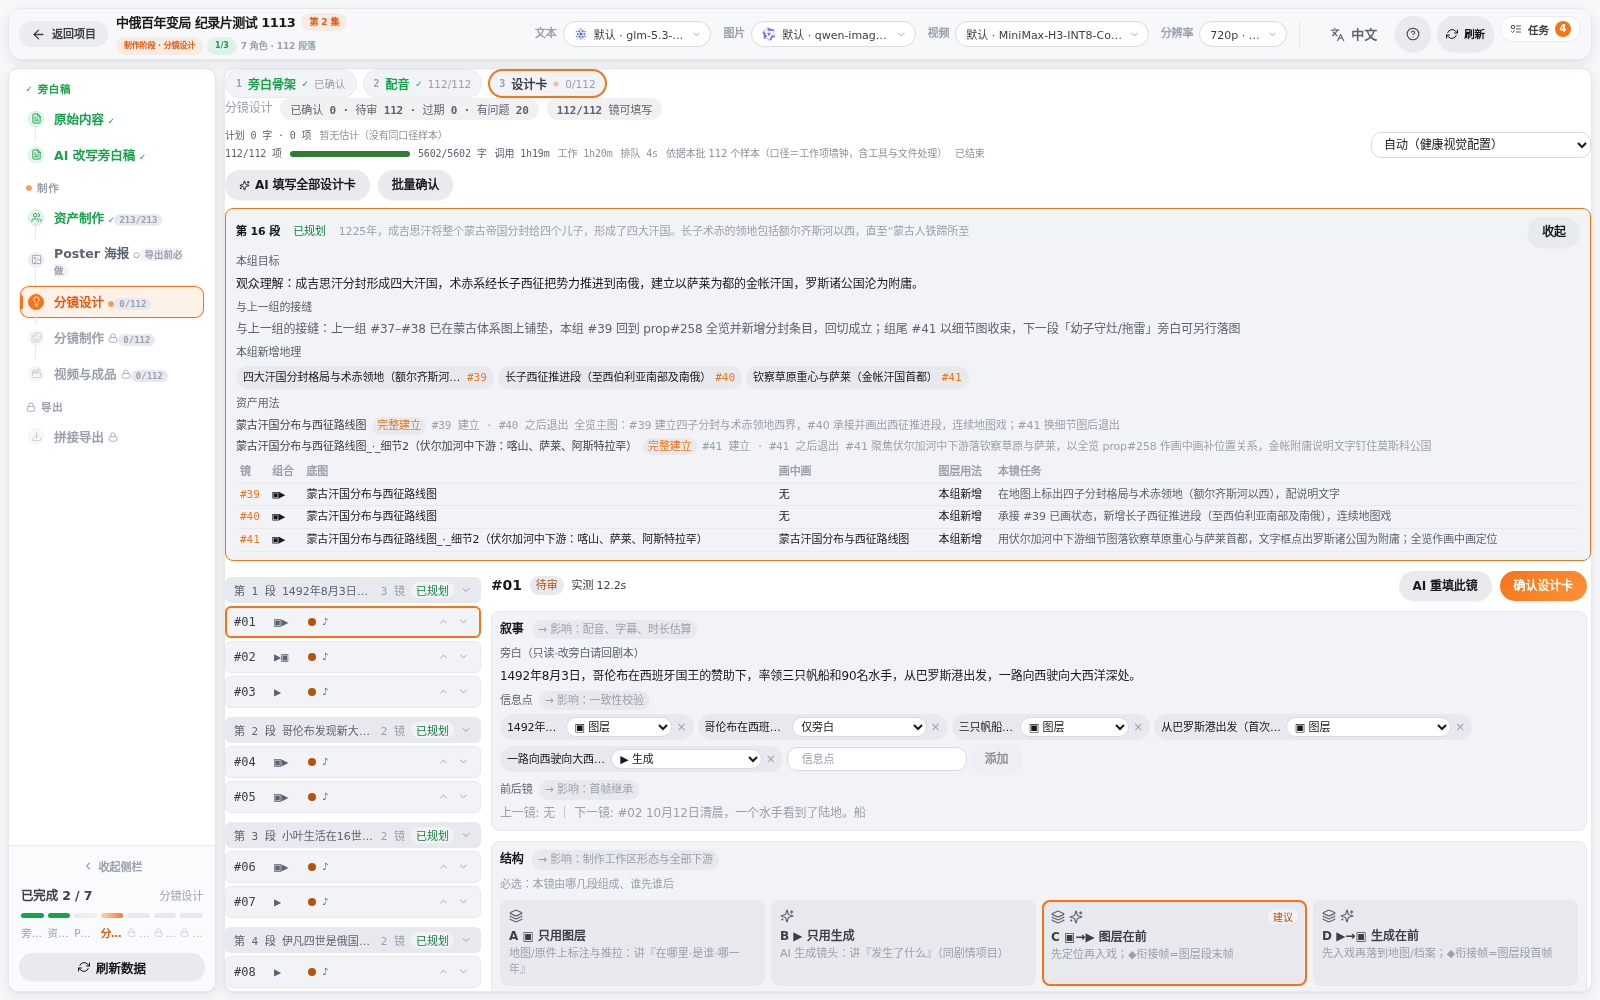 返回项目
中俄百年变局 纪录片测试 1113 第 2 集
制作阶段 · 分镜设计 1/3 7 角色 · 112 段落
文本 默认 · glm-5.3-... 图片 默认 · qwen-imag... 视频 默认 · MiniMax-H3-INT8-Co... 分辨率 720p · ...
中文 刷新 任务 4
✓ 旁白稿
原始内容 ✓
AI 改写旁白稿 ✓
制作
资产制作 ✓ 213/213
Poster 海报 ○ 导出前必做
分镜设计 0/112
分镜制作 0/112
视频与成品 0/112
导出
拼接导出
收起侧栏
已完成 2 / 7 分镜设计
旁... 资... P... 分... ... ... ...
刷新数据
1 旁白骨架 ✓ 已确认 2 配音 ✓ 112/112 3 设计卡 0/112
分镜设计 已确认 0 · 待审 112 · 过期 0 · 有问题 20 112/112 镜可填写
计划 0 字 · 0 项 暂无估计（没有同口径样本）
112/112 项 5602/5602 字 调用 1h19m 工作 1h20m 排队 4s 依据本批 112 个样本（口径=工作项墙钟，含工具与文件处理） 已结束
自动（健康视觉配置）
AI 填写全部设计卡 批量确认
第 16 段 已规划 1225年，成吉思汗将整个蒙古帝国分封给四个儿子，形成了四大汗国。长子术赤的领地包括额尔齐斯河以西，直至“蒙古人铁蹄所至
收起
本组目标
观众理解：成吉思汗分封形成四大汗国，术赤系经长子西征把势力推进到南俄，建立以萨莱为都的金帐汗国，罗斯诸公国沦为附庸。
与上一组的接缝
与上一组的接缝：上一组 #37–#38 已在蒙古体系图上铺垫，本组 #39 回到 prop#258 全览并新增分封条目，回切成立；组尾 #41 以细节图收束，下一段「幼子守灶/拖雷」旁白可另行落图
本组新增地理
四大汗国分封格局与术赤领地（额尔齐斯河... #39 长子西征推进段（至西伯利亚南部及南俄） #40 钦察草原重心与萨莱（金帐汗国首都） #41
资产用法
蒙古汗国分布与西征路线图 完整建立 #39 建立 · #40 之后退出 全览主图：#39 建立四子分封与术赤领地西界，#40 承接并画出西征推进段，连续地图戏；#41 换细节图后退出
蒙古汗国分布与西征路线图_·_细节2（伏尔加河中下游：喀山、萨莱、阿斯特拉罕） 完整建立 #41 建立 · #41 之后退出 #41 聚焦伏尔加河中下游落钦察草原与萨莱，以全览 prop#258 作画中画补位置关系，金帐附庸说明文字钉住莫斯科公国
镜 组合 底图 画中画 图层用法 本镜任务
#39 ▣▶ 蒙古汗国分布与西征路线图 无 本组新增 在地图上标出四子分封格局与术赤领地（额尔齐斯河以西），配说明文字
#40 ▣▶ 蒙古汗国分布与西征路线图 无 本组新增 承接 #39 已画状态，新增长子西征推进段（至西伯利亚南部及南俄），连续地图戏
#41 ▣▶ 蒙古汗国分布与西征路线图_·_细节2（伏尔加河中下游：喀山、萨莱、阿斯特拉罕） 蒙古汗国分布与西征路线图 本组新增 用伏尔加河中下游细节图落钦察草原重心与萨莱首都，文字框点出罗斯诸公国为附庸；全览作画中画定位
第 1 段 1492年8月3日... 3 镜 已规划
#01 ▣▶ ♪
#02 ▶▣ ♪
#03 ▶ ♪
第 2 段 哥伦布发现新大... 2 镜 已规划
#04 ▣▶ ♪
#05 ▣▶ ♪
第 3 段 小叶生活在16世... 2 镜 已规划
#06 ▣▶ ♪
#07 ▶ ♪
第 4 段 伊凡四世是俄国... 2 镜 已规划
#08 ▶ ♪
#01 待审 实测 12.2s
AI 重填此镜 确认设计卡
叙事 → 影响：配音、字幕、时长估算
旁白（只读·改旁白请回剧本）
1492年8月3日，哥伦布在西班牙国王的赞助下，率领三只帆船和90名水手，从巴罗斯港出发，一路向西驶向大西洋深处。
信息点 → 影响：一致性校验
1492年... ▣ 图层 × 哥伦布在西班... 仅旁白 × 三只帆船... ▣ 图层 × 从巴罗斯港出发（首次... ▣ 图层 ×
一路向西驶向大西... ▶ 生成 × 信息点 添加
前后镜 → 影响：首帧继承
上一镜: 无 | 下一镜: #02 10月12日清晨，一个水手看到了陆地。船
结构 → 影响：制作工作区形态与全部下游
必选：本镜由哪几段组成、谁先谁后
A ▣ 只用图层
地图/原件上标注与推拉：讲『在哪里·是谁·哪一年』
B ▶ 只用生成
AI 生成镜头：讲『发生了什么』（同剧情项目）
建议
C ▣→▶ 图层在前
先定位再入戏；◆衔接帧=图层段末帧
D ▶→▣ 生成在前
先入戏再落到地图/档案；◆衔接帧=图层段首帧